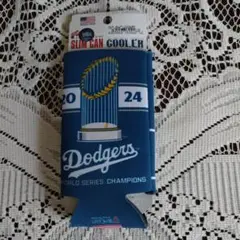 SLIM CAN COOLER
20 24
Dodgers
WORLD SERIES CHAMPIONS